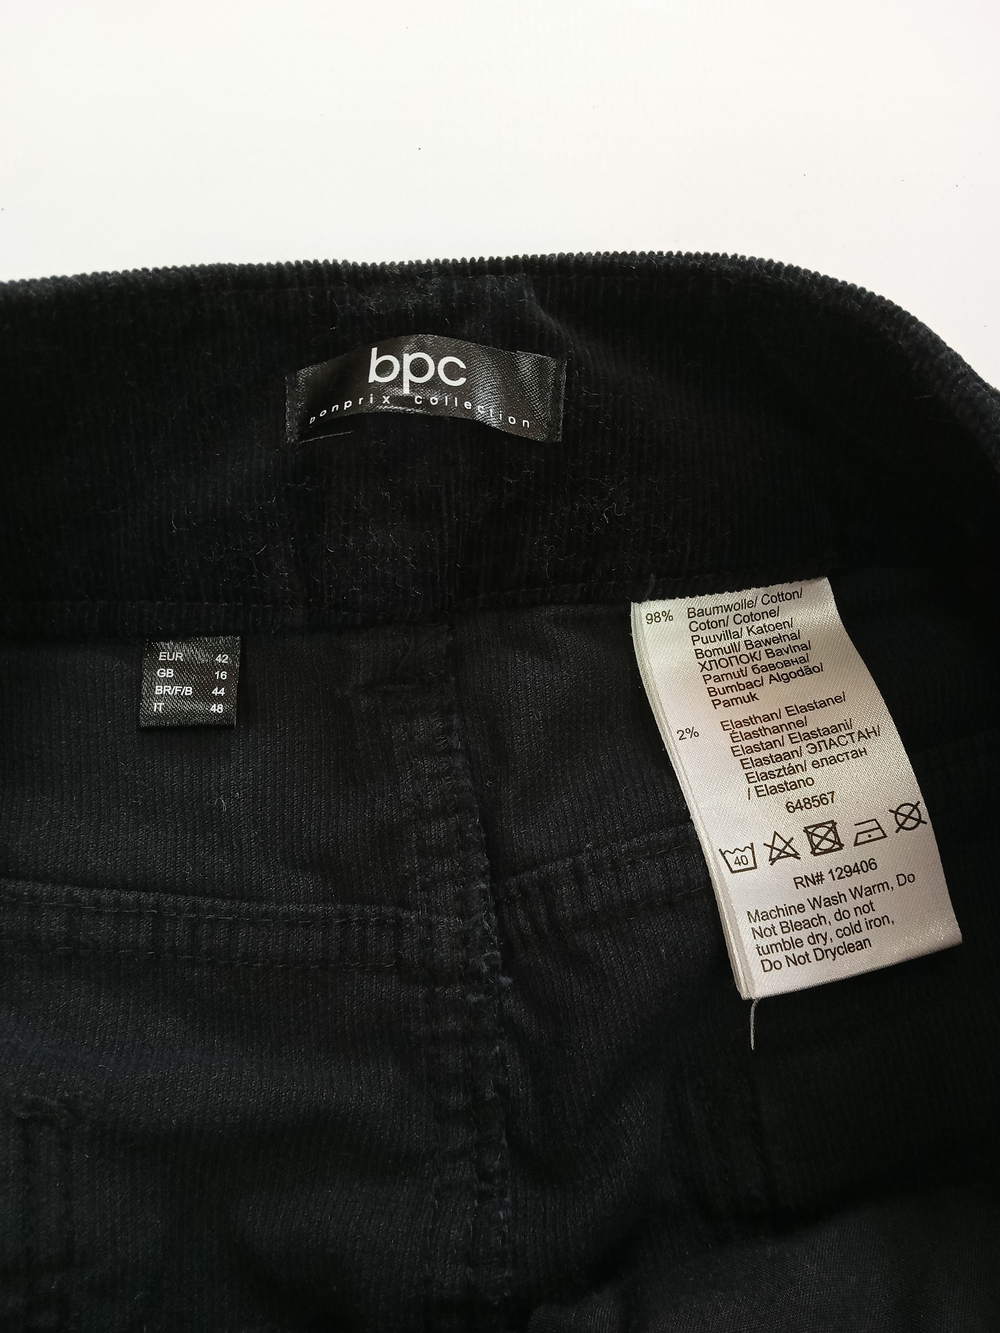 bpc
bonprix collection
EUR 42
GB 16
BR/F/B 44
IT 48
98% Baumwolle/ Cotton/
Coton/ Cotone/
Puuvilla/ Katoen/
Bomull/ Bawełna/
ХЛОПОК/ Bavlna/
Pamut/ бавовна/
Bumbac/ Algodão/
Pamuk
2% Elasthan/ Elastane/
Élasthanne/
Elastan/ Elastaani/
Elastaan/ ЭЛАСТАН/
Elasztán/ еластан
/ Elastano
648567
40
RN# 129406
Machine Wash Warm, Do
Not Bleach, do not
tumble dry, cold iron,
Do Not Dryclean